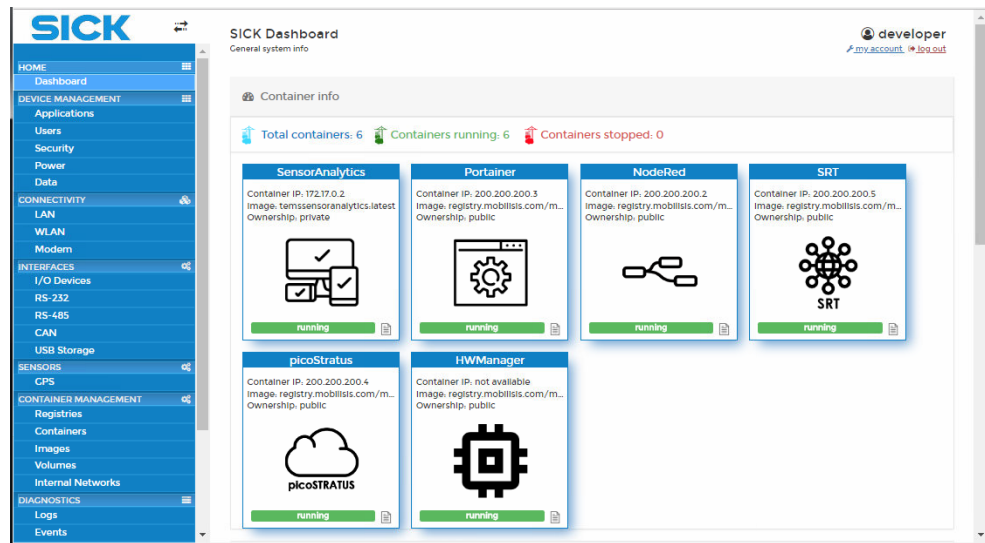 SICK
HOME
Dashboard
DEVICE MANAGEMENT
Applications
Users
Security
Power
Data
CONNECTIVITY
LAN
WLAN
Modem
INTERFACES
I/O Devices
RS-232
RS-485
CAN
USB Storage
SENSORS
GPS
CONTAINER MANAGEMENT
Registries
Containers
Images
Volumes
Internal Networks
DIAGNOSTICS
Logs
Events
SICK Dashboard
General system info
developer
my account log out
Container info
Total containers: 6 Containers running: 6 Containers stopped: 0
SensorAnalytics
Container IP: 172.17.0.2
Image: temssensoranalytics:latest
Ownership: private
running
Portainer
Container IP: 200.200.200.3
Image: registry.mobilisis.com/m...
Ownership: public
running
NodeRed
Container IP: 200.200.200.2
Image: registry.mobilisis.com/m...
Ownership: public
running
SRT
Container IP: 200.200.200.5
Image: registry.mobilisis.com/m...
Ownership: public
SRT
running
picoStratus
Container IP: 200.200.200.4
Image: registry.mobilisis.com/m...
Ownership: public
picoSTRATUS
running
HWManager
Container IP: not available
Image: registry.mobilisis.com/m...
Ownership: public
running